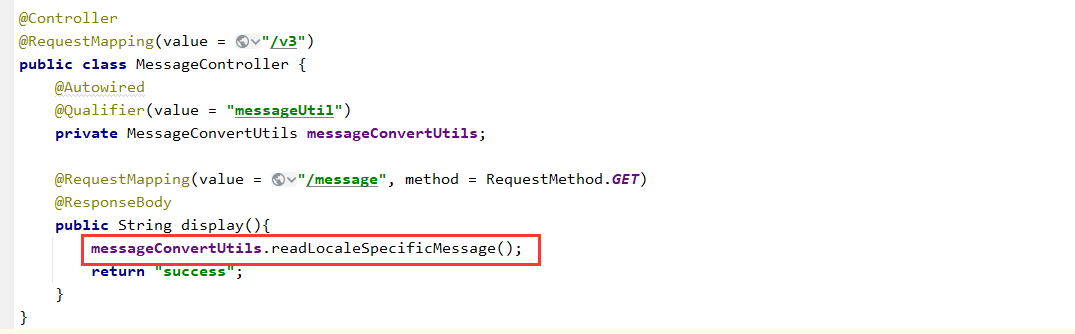 @Controller
@RequestMapping(value = "/v3")
public class MessageController {
    @Autowired
    @Qualifier(value = "messageUtil")
    private MessageConvertUtils messageConvertUtils;

    @RequestMapping(value = "/message", method = RequestMethod.GET)
    @ResponseBody
    public String display(){
        messageConvertUtils.readLocaleSpecificMessage();
        return "success";
    }
}